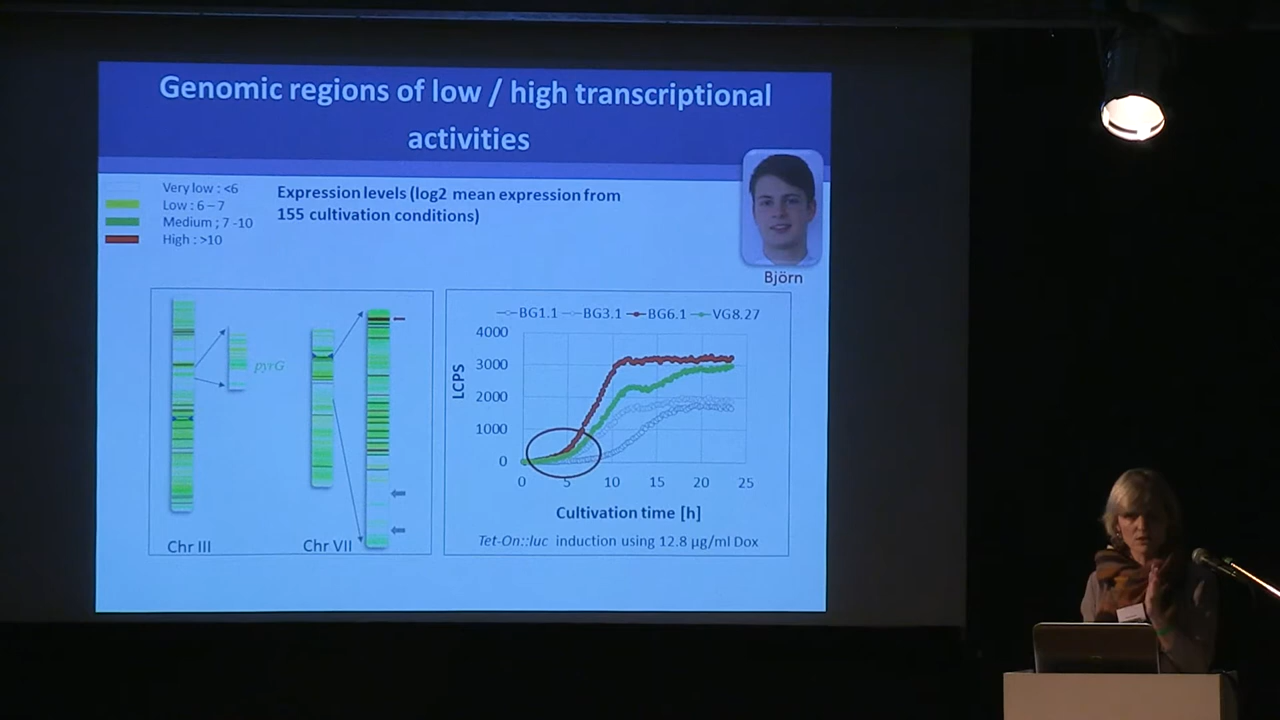 Genomic regions of low / high transcriptional
activities
Very low : <6
Low : 6 – 7
Medium ; 7 -10
High : >10
Expression levels (log2 mean expression from
155 cultivation conditions)
Björn
pyrG
Chr III
Chr VII
BG1.1 BG3.1 BG6.1 VG8.27
4000
3000
2000
1000
0
LCPS
0 5 10 15 20 25
Cultivation time [h]
Tet-On::luc induction using 12.8 µg/ml Dox